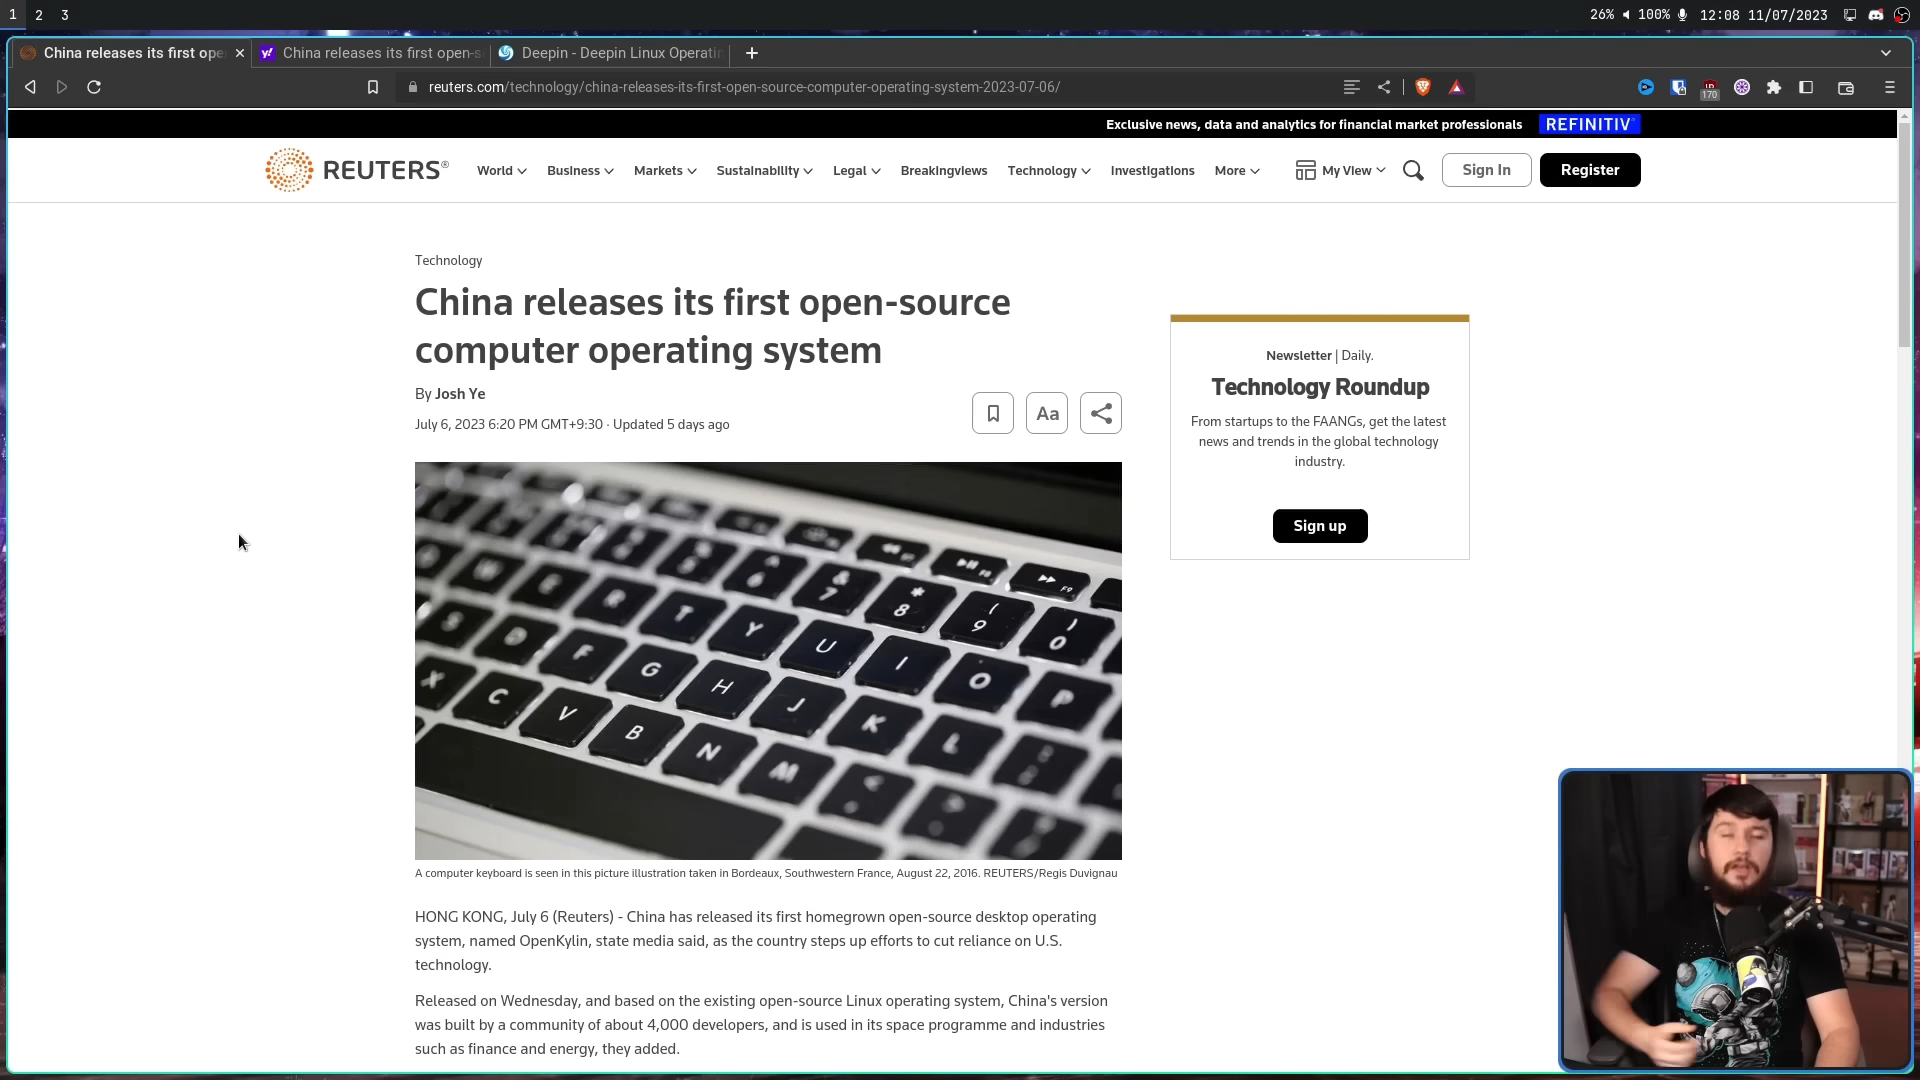 1 2 3
26% 100% 12:08 11/07/2023
China releases its first ope
China releases its first open-s
Deepin - Deepin Linux Operatin
reuters.com/technology/china-releases-its-first-open-source-computer-operating-system-2023-07-06/
170
Exclusive news, data and analytics for financial market professionals REFINITIV
REUTERS® World Business Markets Sustainability Legal Breakingviews Technology Investigations More My View Sign In Register
Technology
China releases its first open-source
computer operating system
By Josh Ye
July 6, 2023 6:20 PM GMT+9:30 · Updated 5 days ago
Aa
Newsletter | Daily.
Technology Roundup
From startups to the FAANGs, get the latest
news and trends in the global technology
industry.
Sign up
F9
6 7 8 9 0
W E R T Y U I O P
S D F G H J K L
X C V B N M
A computer keyboard is seen in this picture illustration taken in Bordeaux, Southwestern France, August 22, 2016. REUTERS/Regis Duvignau
HONG KONG, July 6 (Reuters) - China has released its first homegrown open-source desktop operating
system, named OpenKylin, state media said, as the country steps up efforts to cut reliance on U.S.
technology.
Released on Wednesday, and based on the existing open-source Linux operating system, China's version
was built by a community of about 4,000 developers, and is used in its space programme and industries
such as finance and energy, they added.